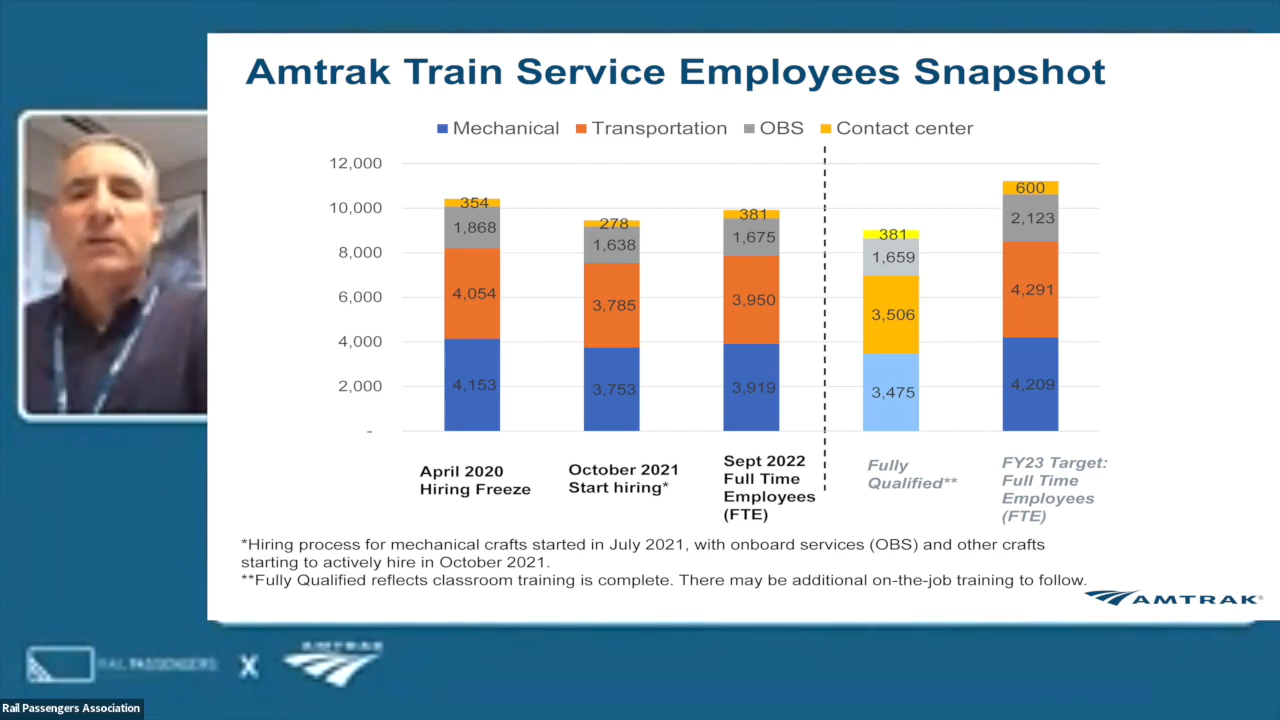 Amtrak Train Service Employees Snapshot
Mechanical Transportation OBS Contact center
12,000
10,000
8,000
6,000
4,000
2,000
-
354
1,868
4,054
4,153
278
1,638
3,785
3,753
381
1,675
3,950
3,919
381
1,659
3,506
3,475
600
2,123
4,291
4,209
April 2020
Hiring Freeze
October 2021
Start hiring*
Sept 2022
Full Time
Employees
(FTE)
Fully
Qualified**
FY23 Target:
Full Time
Employees
(FTE)
*Hiring process for mechanical crafts started in July 2021, with onboard services (OBS) and other crafts
starting to actively hire in October 2021.
**Fully Qualified reflects classroom training is complete. There may be additional on-the-job training to follow.
AMTRAK®
RAIL PASSENGERS X AMTRAK
Rail Passengers Association